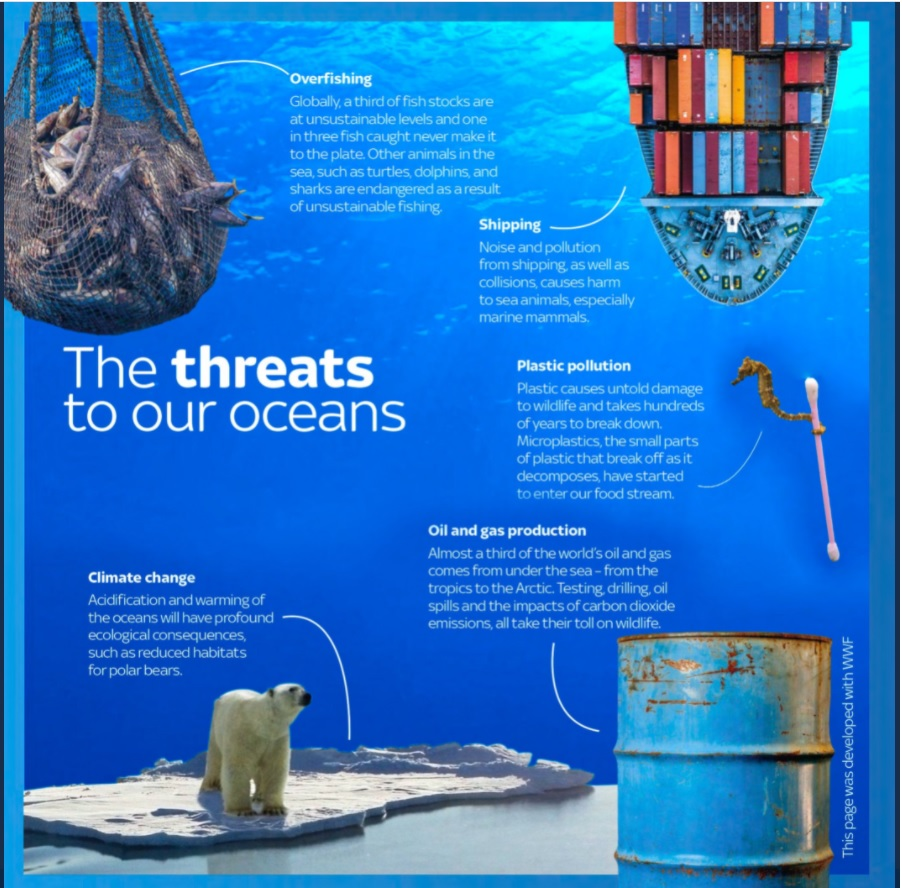 Overfishing
Globally, a third of fish stocks are
at unsustainable levels and one
in three fish caught never make it
to the plate. Other animals in the
sea, such as turtles, dolphins, and
sharks are endangered as a result
of unsustainable fishing.
Shipping
Noise and pollution
from shipping, as well as
collisions, causes harm
to sea animals, especially
marine mammals.
The threats
to our oceans
Plastic pollution
Plastic causes untold damage
to wildlife and takes hundreds
of years to break down.
Microplastics, the small parts
of plastic that break off as it
decomposes, have started
to enter our food stream.
Oil and gas production
Almost a third of the world's oil and gas
comes from under the sea – from the
tropics to the Arctic. Testing, drilling, oil
spills and the impacts of carbon dioxide
emissions, all take their toll on wildlife.
Climate change
Acidification and warming of
the oceans will have profound
ecological consequences,
such as reduced habitats
for polar bears.
This page was developed with WWF